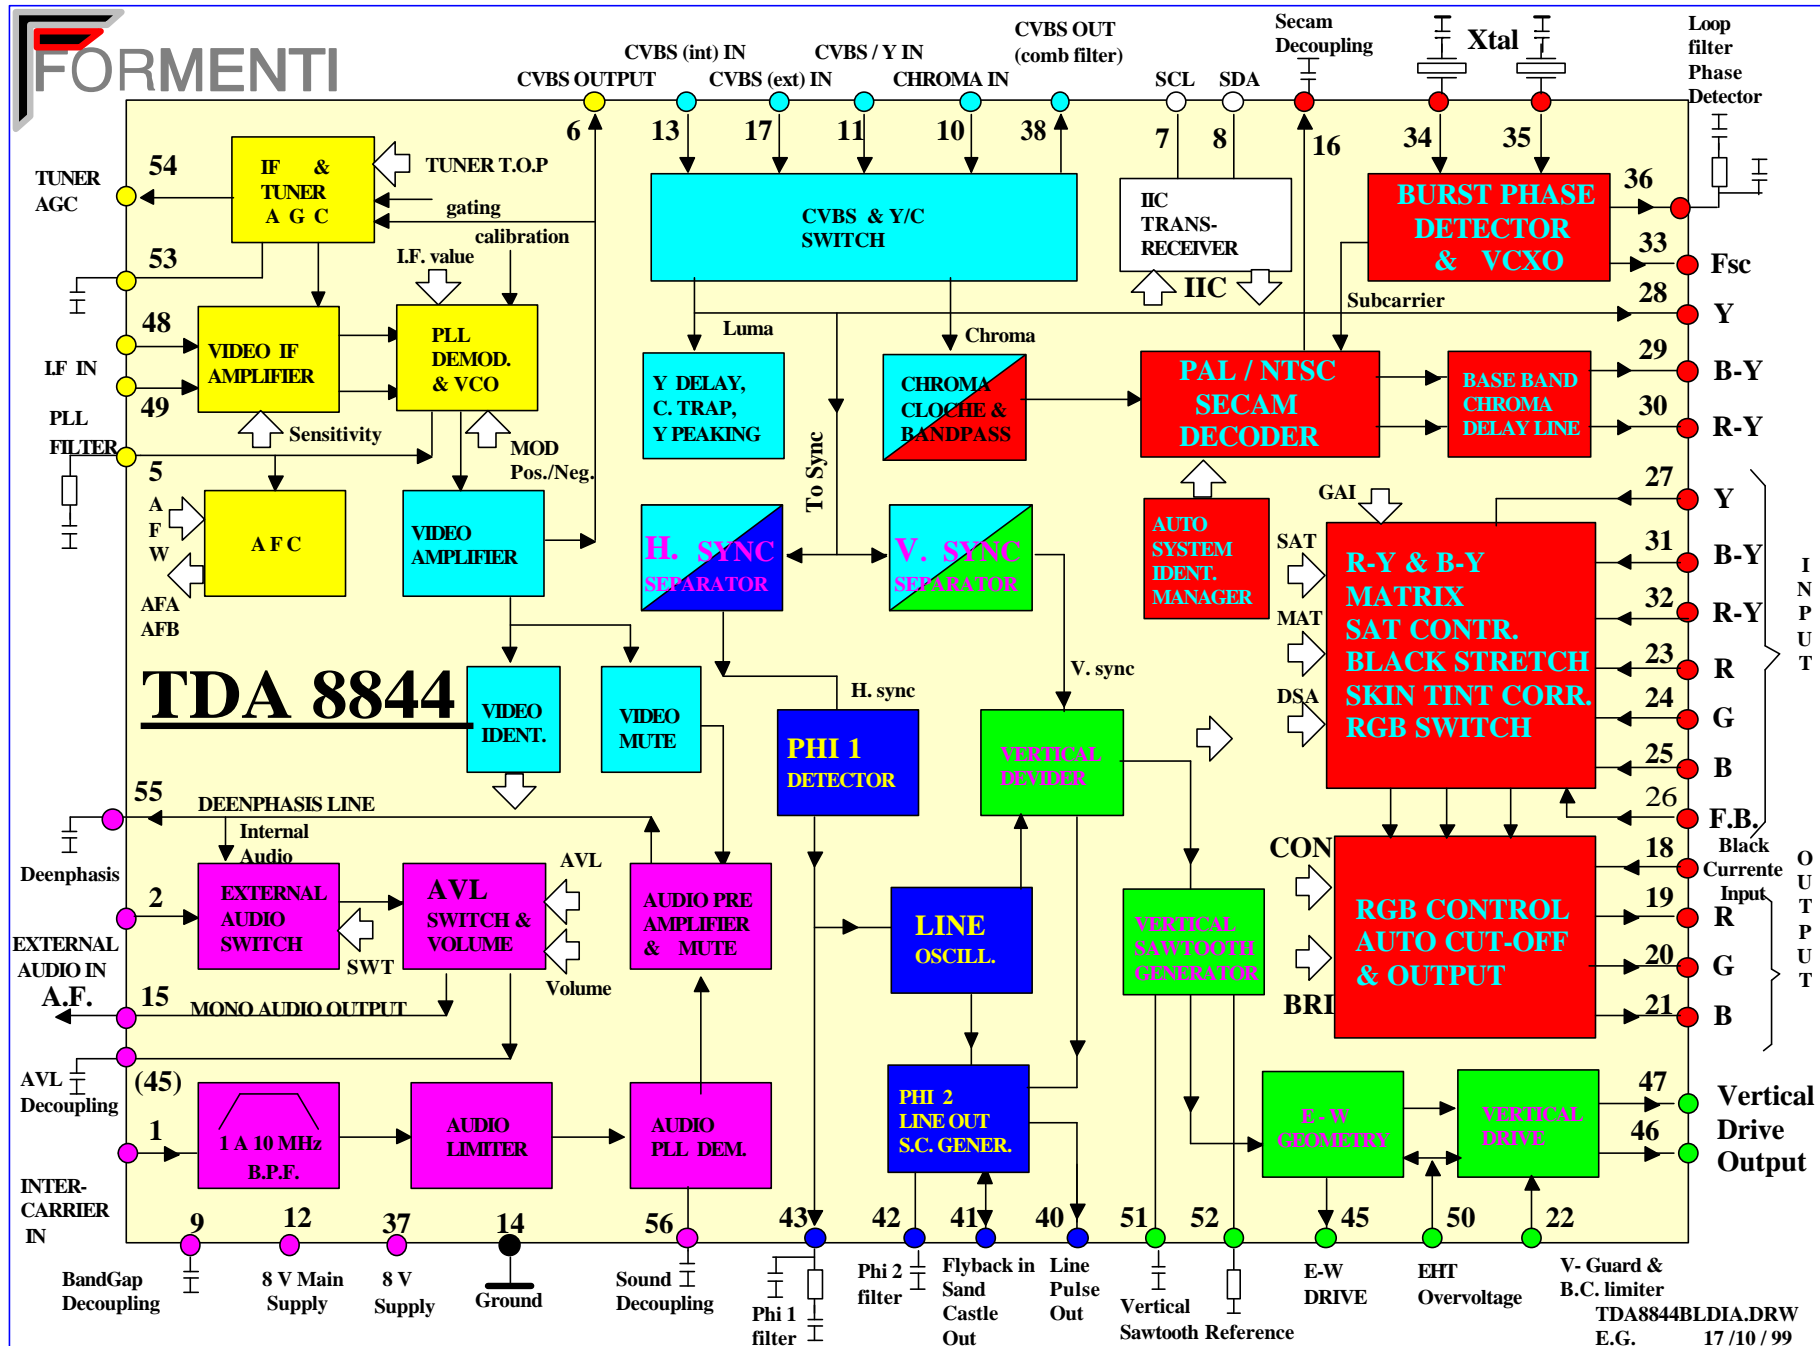 FORMENTI
CVBS OUTPUT
CVBS (int) IN
CVBS (ext) IN
CVBS / Y IN
CHROMA IN
CVBS OUT
(comb filter)
SCL
SDA
Secam
Decoupling
Xtal
Loop
filter
Phase
Detector
6
13
17
11
10
38
7
8
16
34
35
TUNER
AGC
54
IF &
TUNER
A G C
TUNER T.O.P
gating
calibration
53
I.F. value
CVBS & Y/C
SWITCH
IIC
TRANS-
RECEIVER
IIC
BURST PHASE
DETECTOR
& VCXO
36
33
Fsc
Subcarrier
28
Y
48
I.F IN
49
VIDEO IF
AMPLIFIER
PLL
DEMOD.
& VCO
Luma
Chroma
Y DELAY,
C. TRAP,
Y PEAKING
CHROMA
CLOCHE &
BANDPASS
PAL / NTSC
SECAM
DECODER
BASE BAND
CHROMA
DELAY LINE
29
B-Y
30
R-Y
PLL
FILTER
5
Sensitivity
MOD
Pos./Neg.
To Sync
A
F
W
A F C
AFA
AFB
VIDEO
AMPLIFIER
H. SYNC
SEPARATOR
V. SYNC
SEPARATOR
AUTO
SYSTEM
IDENT.
MANAGER
GAI
SAT
MAT
DSA
R-Y & B-Y
MATRIX
SAT CONTR.
BLACK STRETCH
SKIN TINT CORR.
RGB SWITCH
27
Y
31
B-Y
32
R-Y
23
R
24
G
25
B
26
F.B.
INPUT
TDA 8844
VIDEO
IDENT.
VIDEO
MUTE
H. sync
V. sync
PHI 1
DETECTOR
VERTICAL
DEVIDER
55
DEENPHASIS LINE
Internal
Audio
Deenphasis
2
EXTERNAL
AUDIO IN
EXTERNAL
AUDIO
SWITCH
SWT
AVL
SWITCH &
VOLUME
AVL
Volume
AUDIO PRE
AMPLIFIER
& MUTE
LINE
OSCILL.
VERTICAL
SAWTOOTH
GENERATOR
CON
BRI
RGB CONTROL
AUTO CUT-OFF
& OUTPUT
18
Black
Currente
Input
19
R
20
G
21
B
OUTPUT
A.F.
15
MONO AUDIO OUTPUT
AVL
Decoupling
(45)
1
INTER-
CARRIER
IN
1 A 10 MHz
B.P.F.
AUDIO
LIMITER
AUDIO
PLL DEM.
PHI 2
LINE OUT
S.C. GENER.
E - W
GEOMETRY
VERTICAL
DRIVE
47
46
Vertical
Drive
Output
9
12
37
14
56
43
42
41
40
51
52
45
50
22
BandGap
Decoupling
8 V Main
Supply
8 V
Supply
Ground
Sound
Decoupling
Phi 1
filter
Phi 2
filter
Flyback in
Sand
Castle
Out
Line
Pulse
Out
Vertical
Sawtooth Reference
E-W
DRIVE
EHT
Overvoltage
V- Guard &
B.C. limiter
TDA8844BLDIA.DRW
E.G. 17 /10 / 99